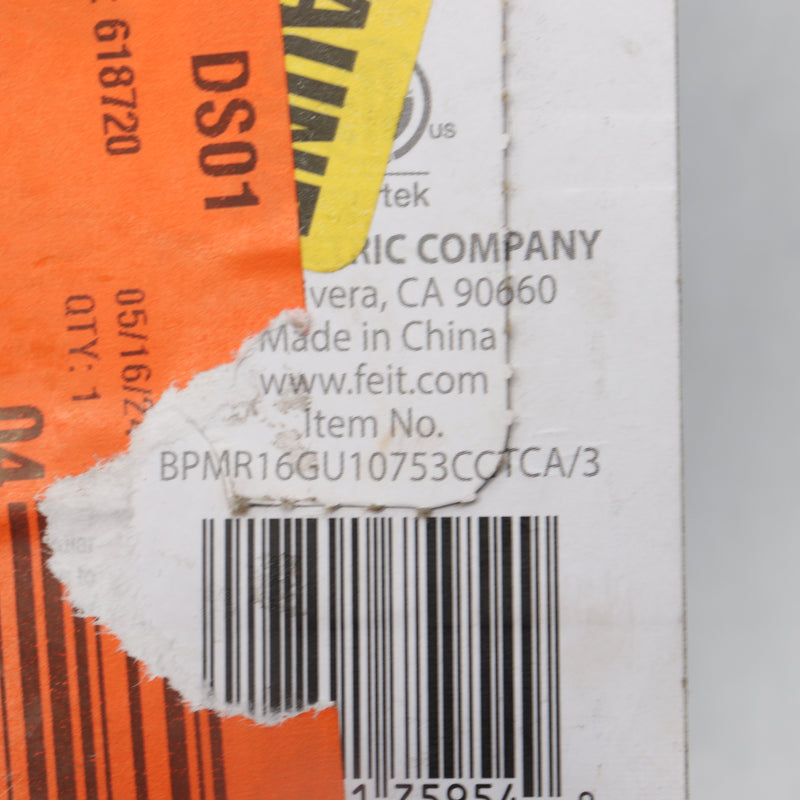 618720
DS01
US
tek
RIC COMPANY
vera, CA 90660
Made in China
www.feit.com
Item No.
BPMR16GU10753CCTCA/3
05/16/2
QTY: 1
04
1 75954